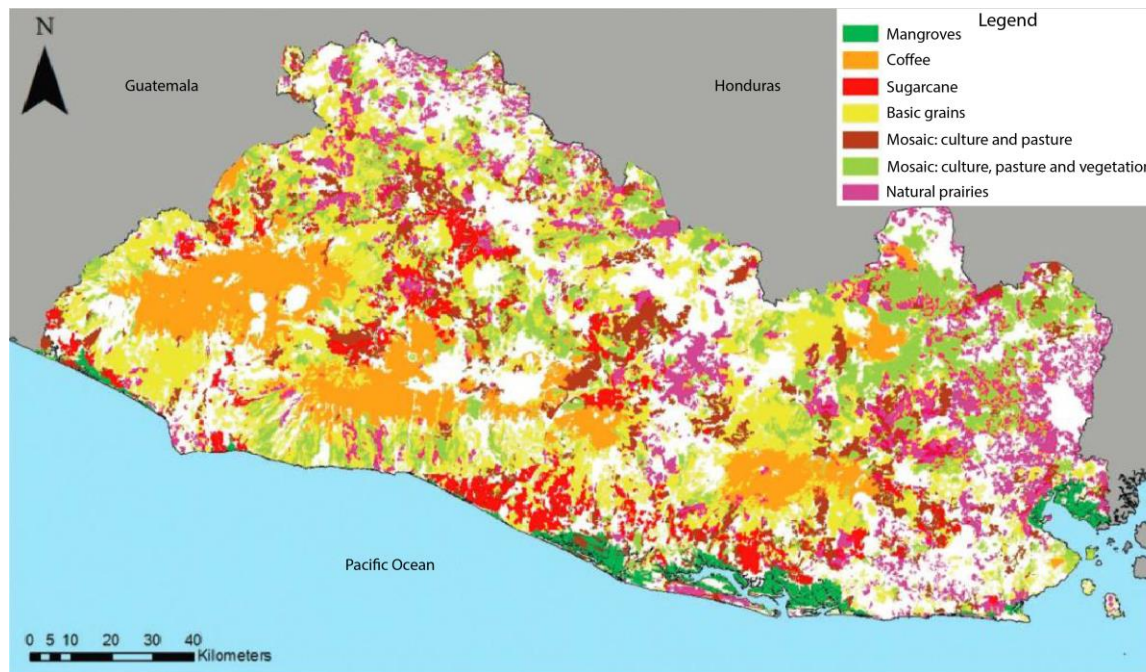 N
Guatemala
Honduras
Legend
Mangroves
Coffee
Sugarcane
Basic grains
Mosaic: culture and pasture
Mosaic: culture, pasture and vegetation
Natural prairies
Pacific Ocean
0 5 10 20 30 40
Kilometers